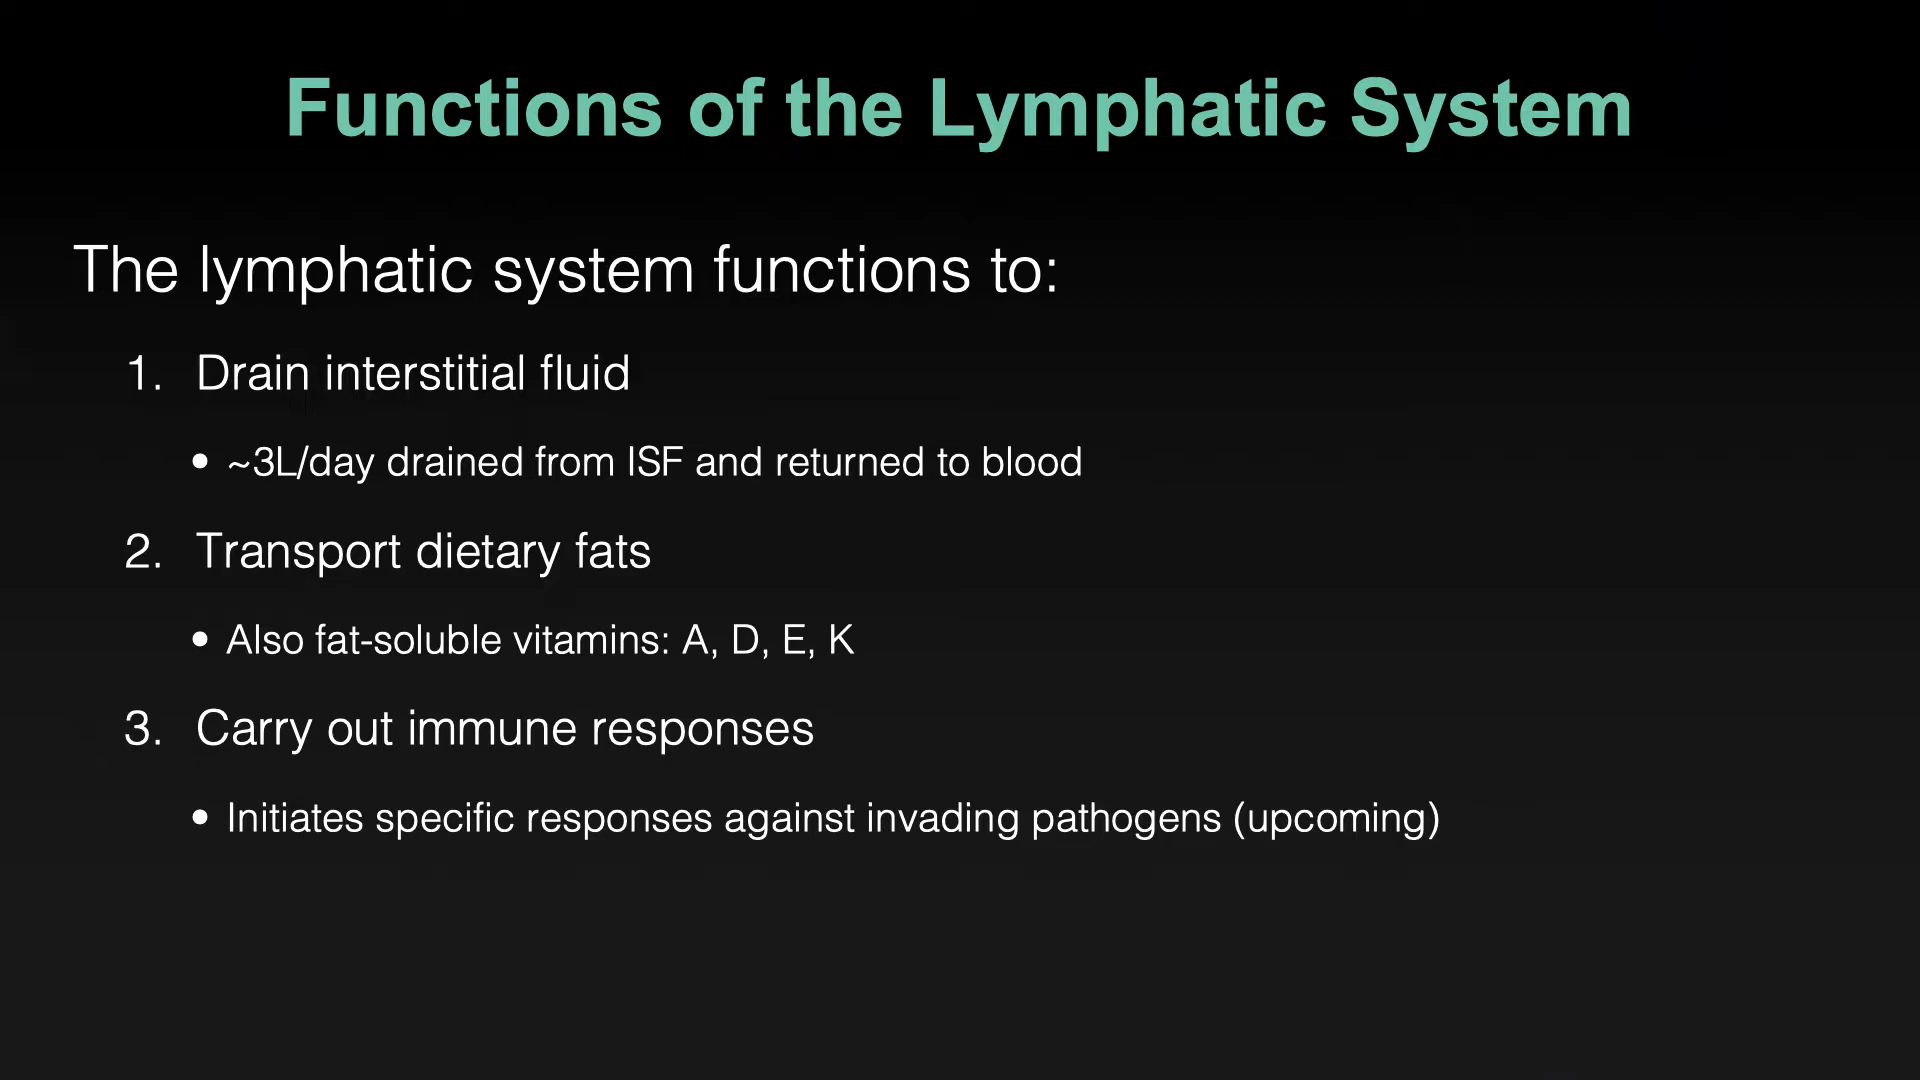 Functions of the Lymphatic System
The lymphatic system functions to:
1. Drain interstitial fluid
• ~3L/day drained from ISF and returned to blood
2. Transport dietary fats
• Also fat-soluble vitamins: A, D, E, K
3. Carry out immune responses
• Initiates specific responses against invading pathogens (upcoming)